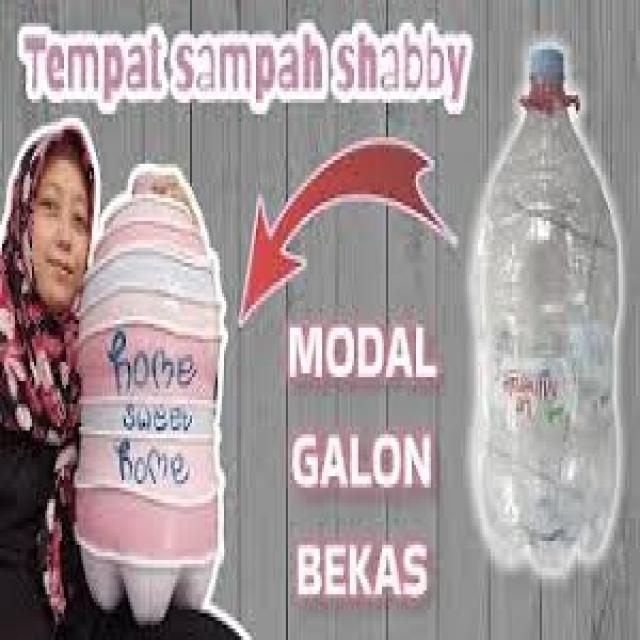 Tempat sampah shabby
home
sweet
home
MODAL
GALON
BEKAS